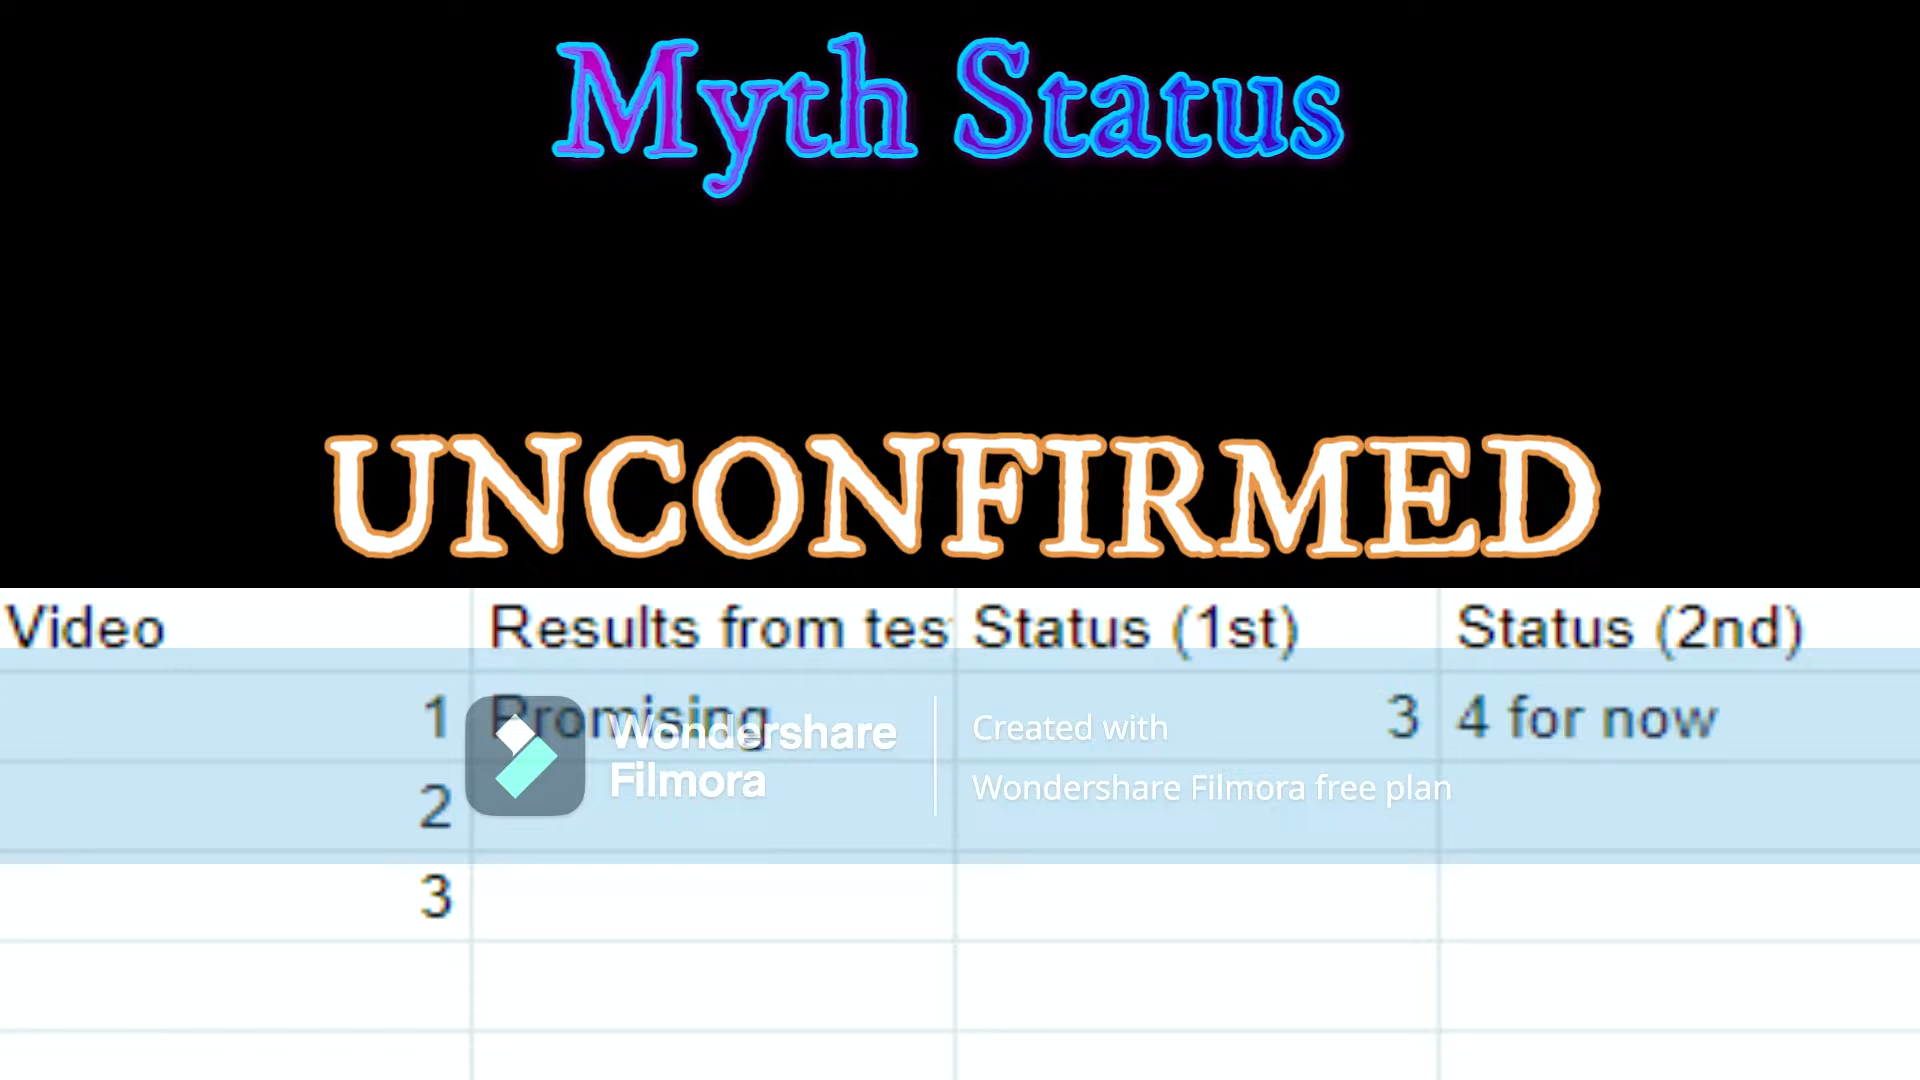 Myth Status
UNCONFIRMED
Video Results from tes Status (1st) Status (2nd)
1 Promising 3 4 for now
Wondershare
Filmora
Created with
Wondershare Filmora free plan
2
3